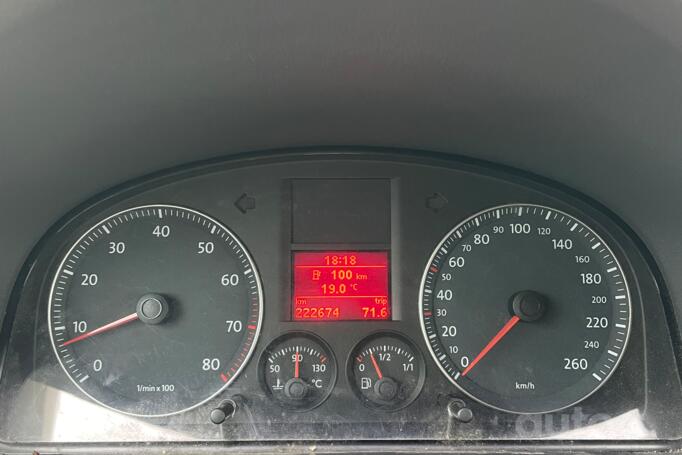 18:18
100 km
19.0 °C
km trip
222674 71.6
0 10 20 30 40 50 60 70 80
1/min x 100
50 90 130
°C
0 1/2 1/1
0 10 20 30 40 50 60 70 80 90 100 120 140 160 180 200 220 240 260
km/h